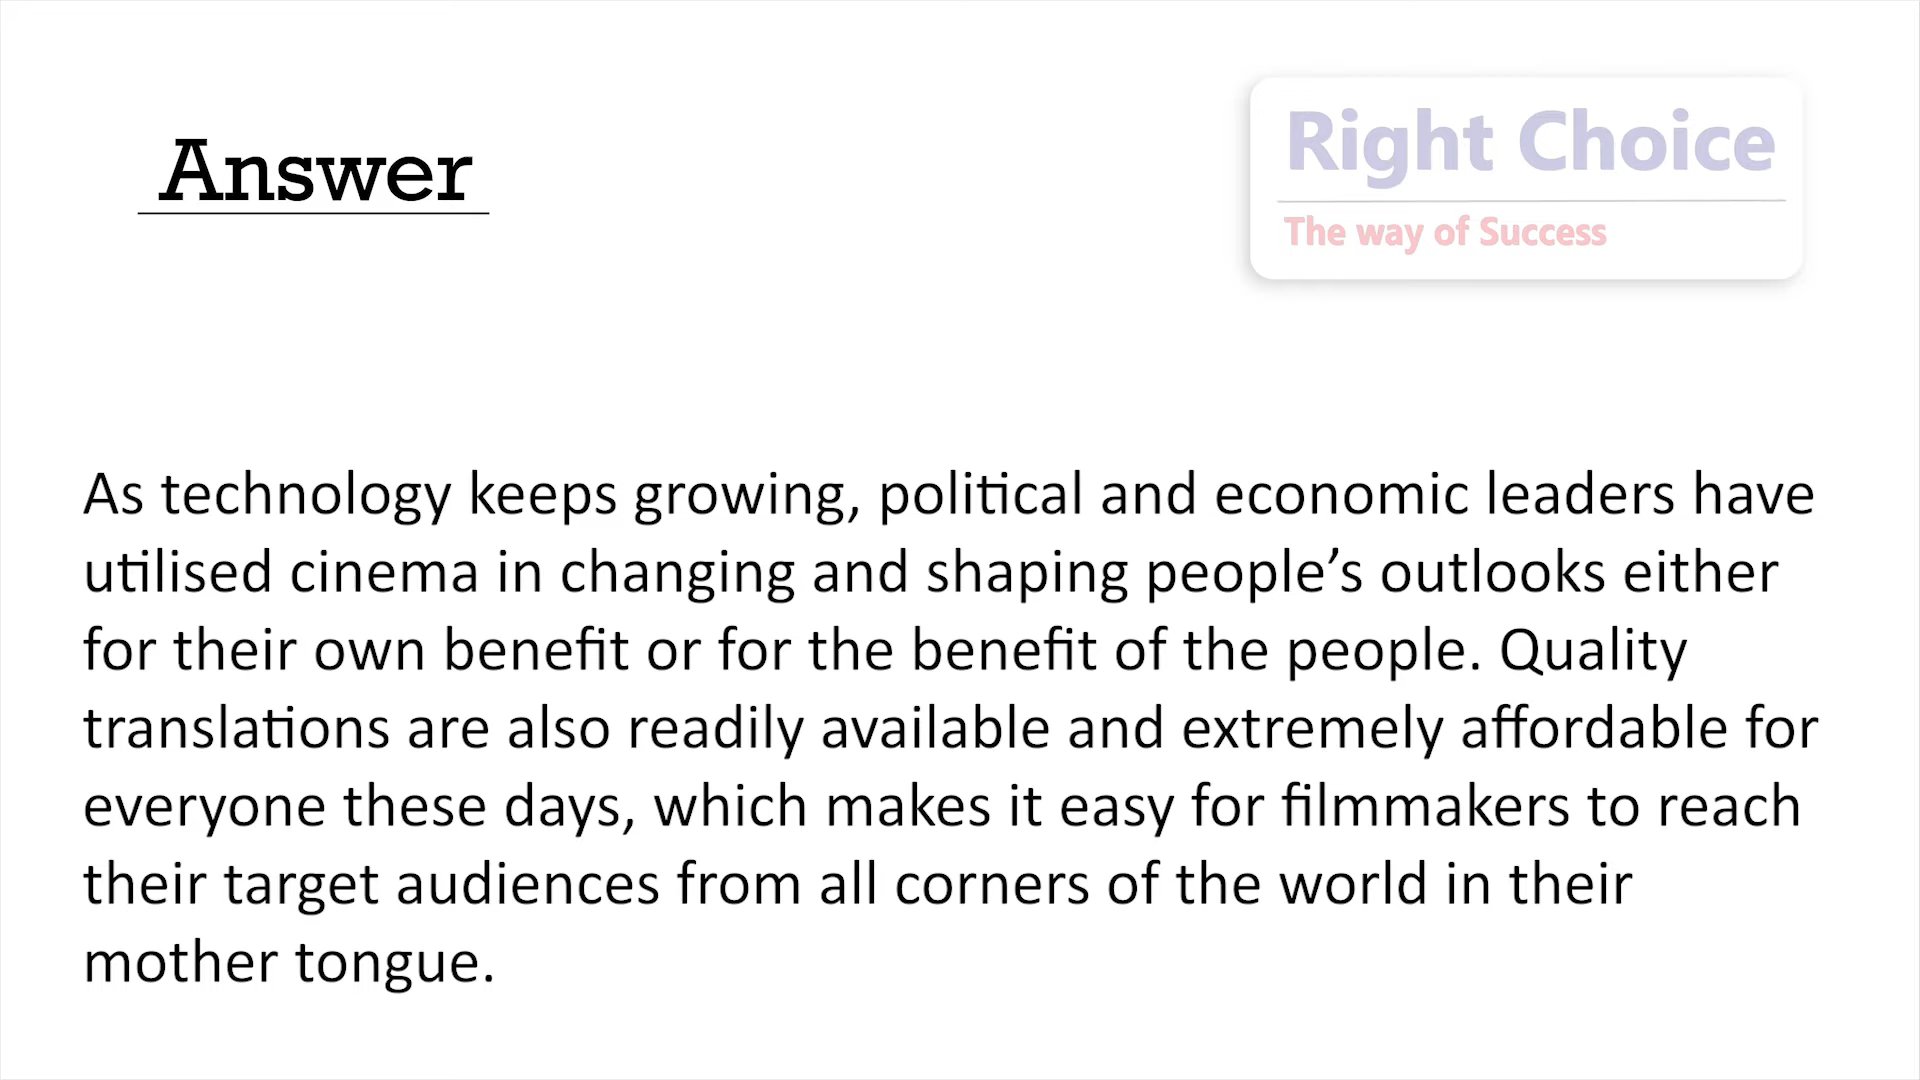 Answer
Right Choice
The way of Success
As technology keeps growing, political and economic leaders have
utilised cinema in changing and shaping people’s outlooks either
for their own benefit or for the benefit of the people. Quality
translations are also readily available and extremely affordable for
everyone these days, which makes it easy for filmmakers to reach
their target audiences from all corners of the world in their
mother tongue.